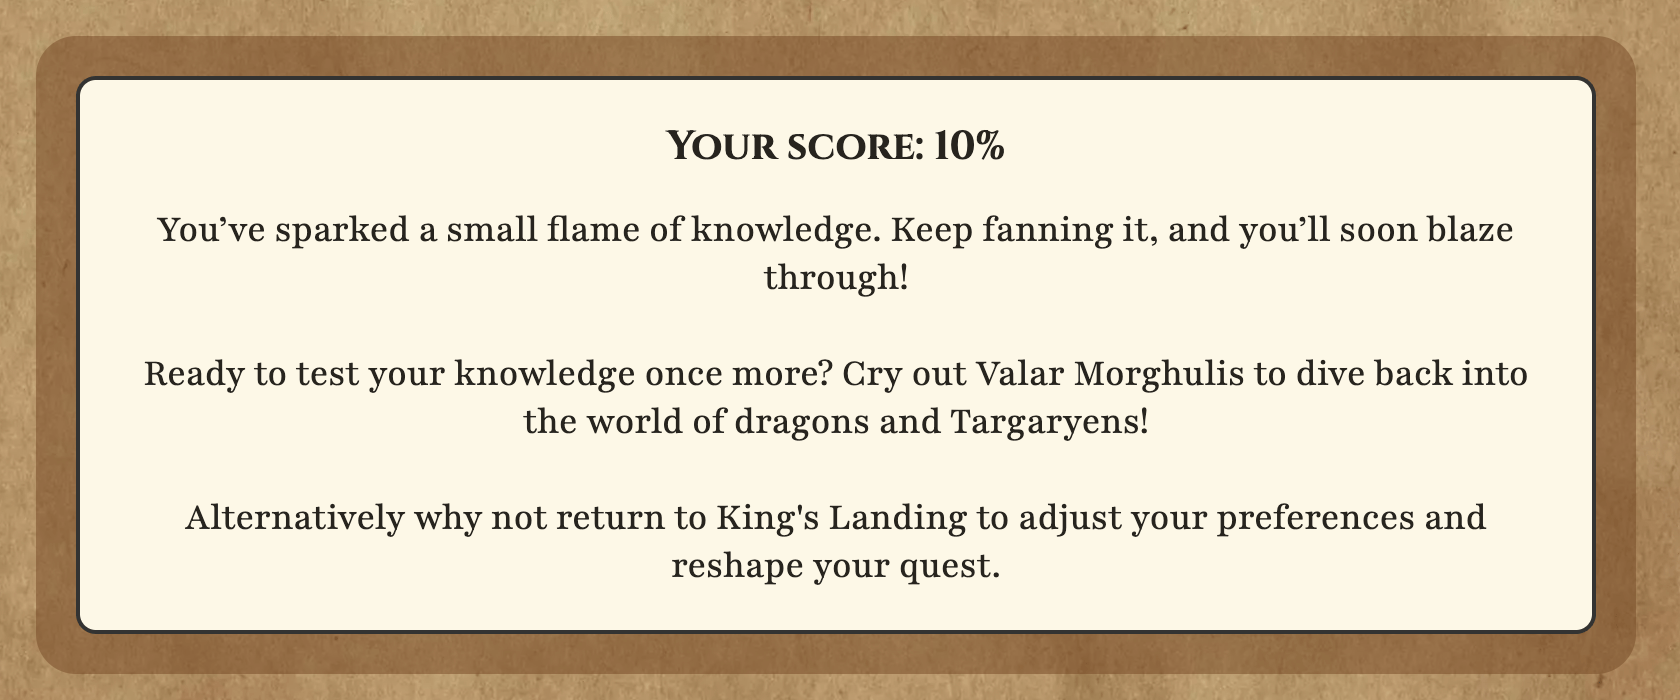 Your score: 10%
You’ve sparked a small flame of knowledge. Keep fanning it, and you’ll soon blaze
through!
Ready to test your knowledge once more? Cry out Valar Morghulis to dive back into
the world of dragons and Targaryens!
Alternatively why not return to King's Landing to adjust your preferences and
reshape your quest.